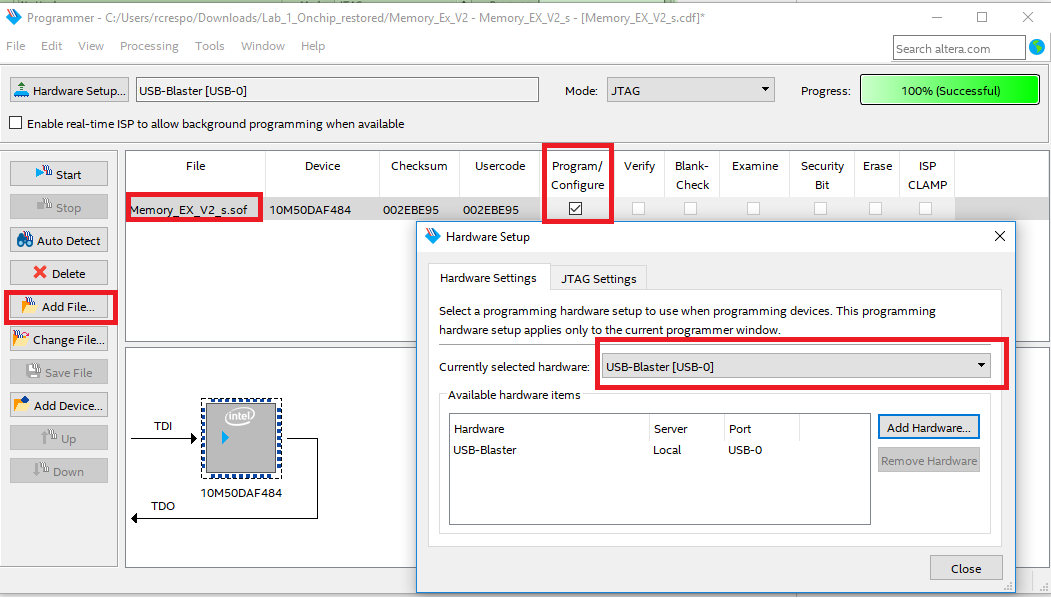 Programmer - C:/Users/rcrespo/Downloads/Lab_1_Onchip_restored/Memory_Ex_V2 - Memory_EX_V2_s - [Memory_EX_V2_s.cdf]*
File Edit View Processing Tools Window Help
Search altera.com
Hardware Setup... USB-Blaster [USB-0] Mode: JTAG Progress: 100% (Successful)
Enable real-time ISP to allow background programming when available
Start
Stop
Auto Detect
Delete
Add File...
Change File...
Save File
Add Device...
Up
Down
File Device Checksum Usercode Program/ Verify Blank- Examine Security Erase ISP
Configure Check Bit CLAMP
Memory_EX_V2_s.sof 10M50DAF484 002EBE95 002EBE95
TDI
intel
10M50DAF484
TDO
Hardware Setup
Hardware Settings JTAG Settings
Select a programming hardware setup to use when programming devices. This programming
hardware setup applies only to the current programmer window.
Currently selected hardware: USB-Blaster [USB-0]
Available hardware items
Hardware Server Port
USB-Blaster Local USB-0
Add Hardware...
Remove Hardware
Close